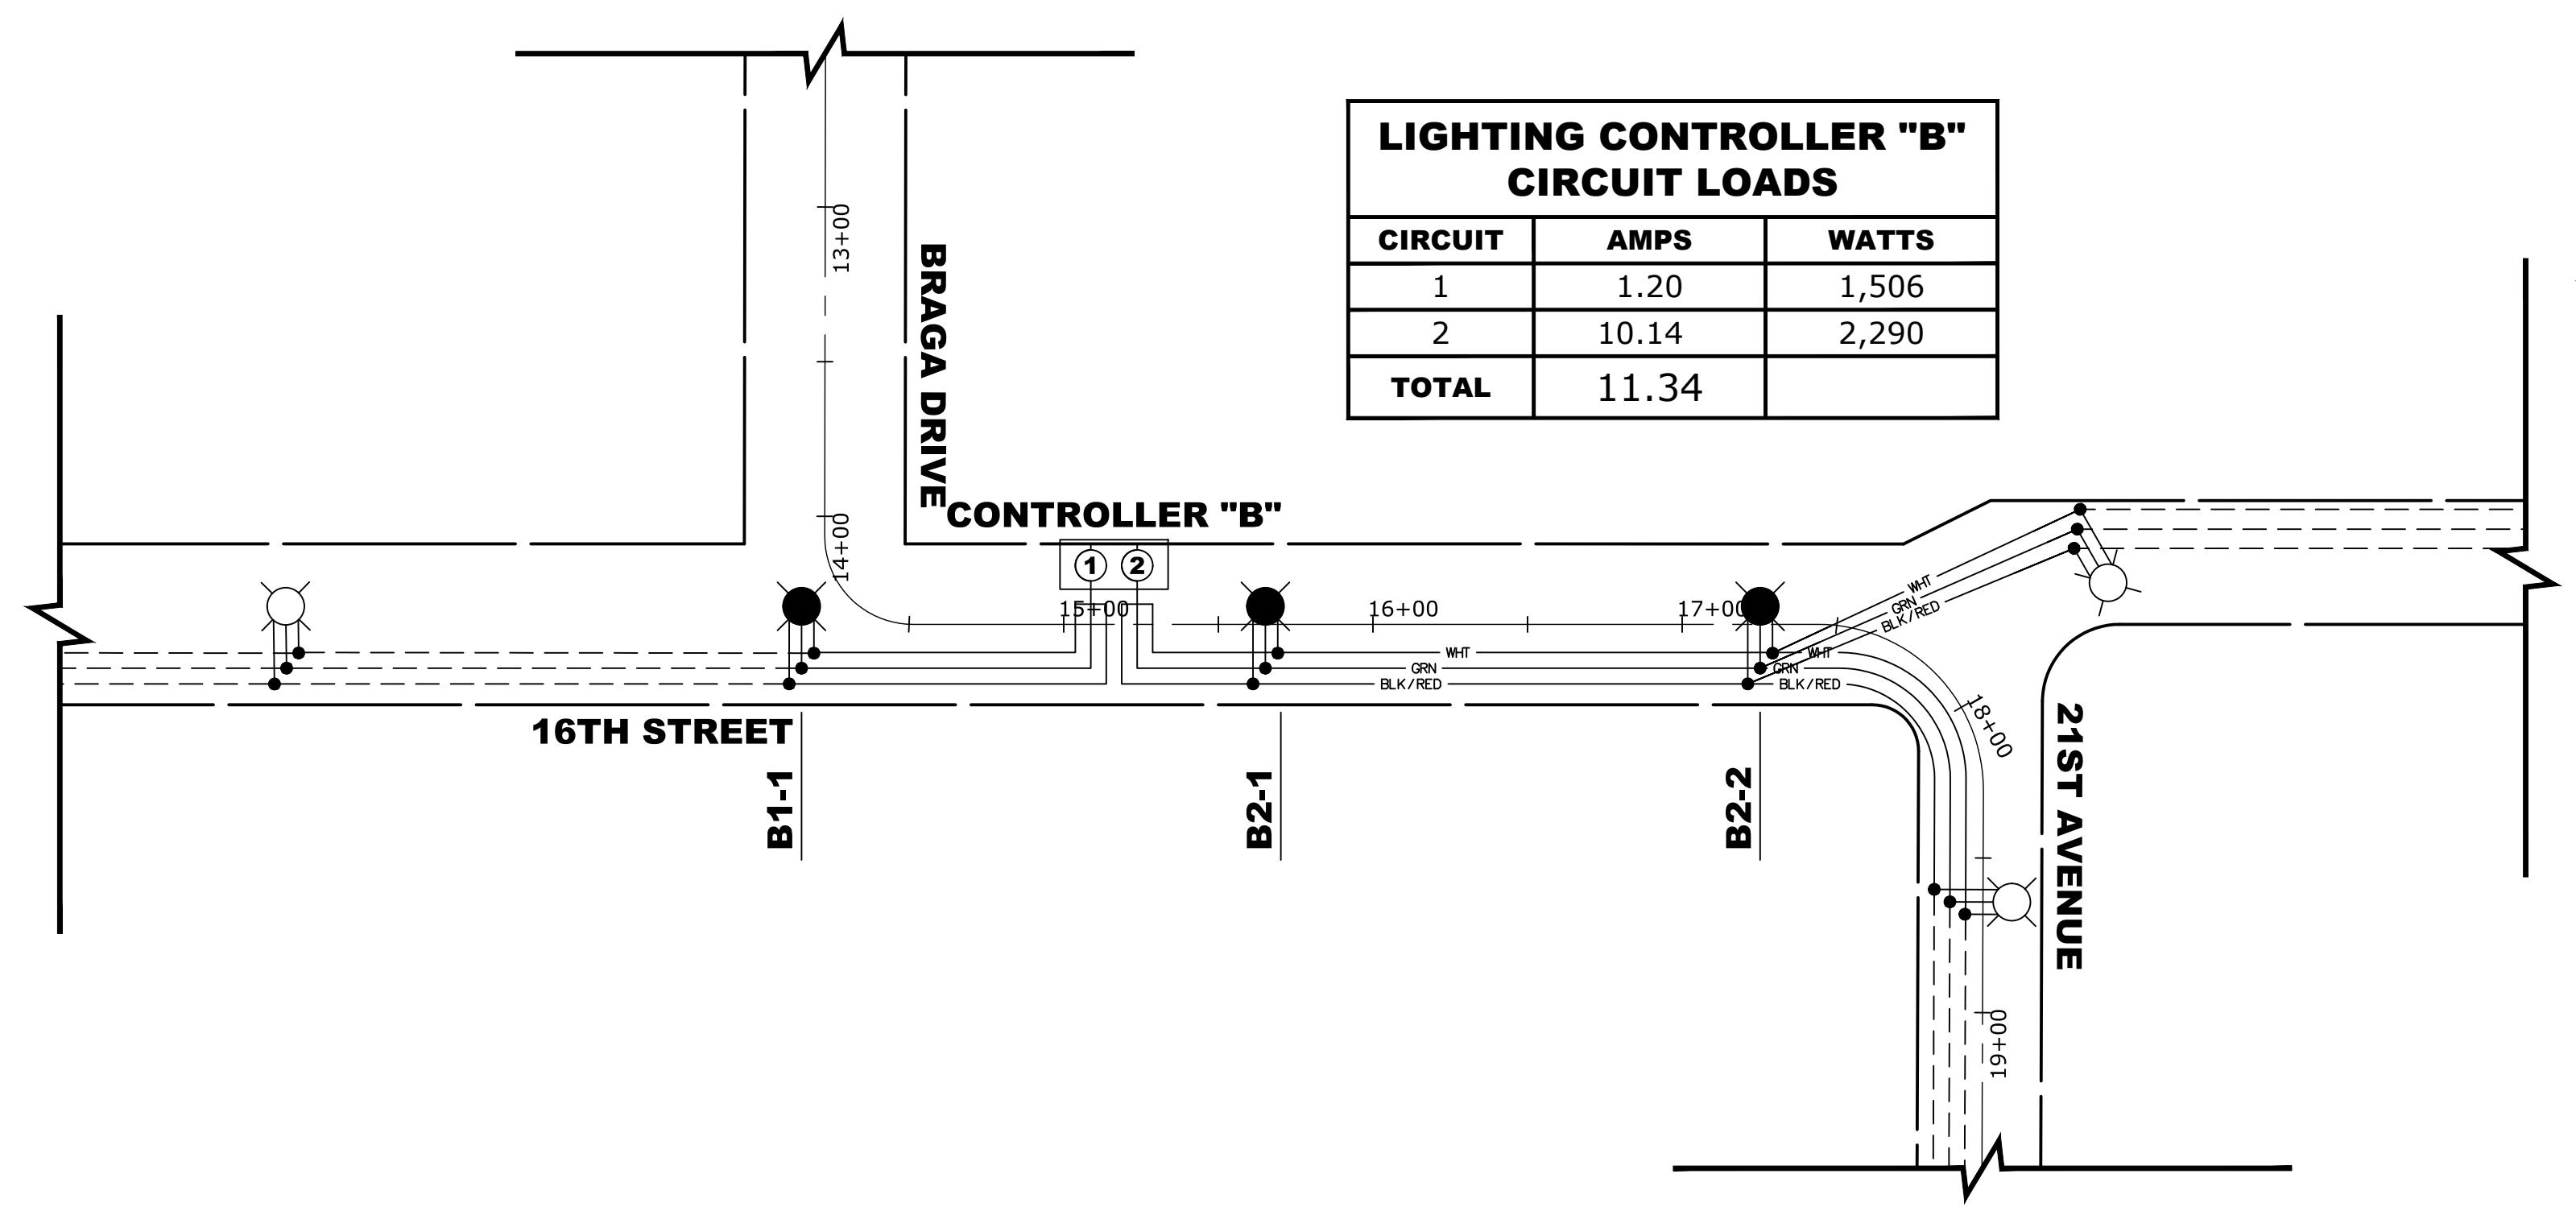 LIGHTING CONTROLLER "B"
CIRCUIT LOADS
CIRCUIT AMPS WATTS
1 1.20 1,506
2 10.14 2,290
TOTAL 11.34
13+00
BRAGA DRIVE
14+00
CONTROLLER "B"
1 2
15+00
16+00
17+00
WHT
GRN
BLK/RED
WHT
GRN
BLK/RED
WHT
GRN
BLK/RED
16TH STREET
B1-1
B2-1
B2-2
18+00
21ST AVENUE
19+00